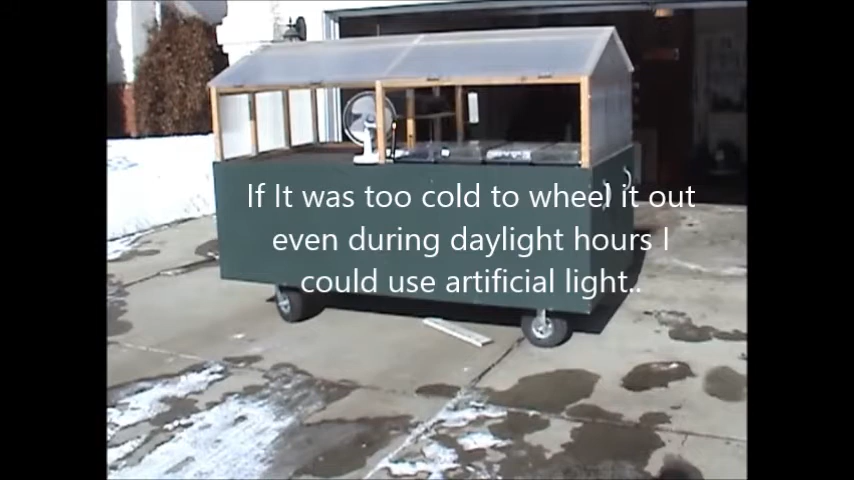 If It was too cold to wheel it out
even during daylight hours I
could use artificial light..